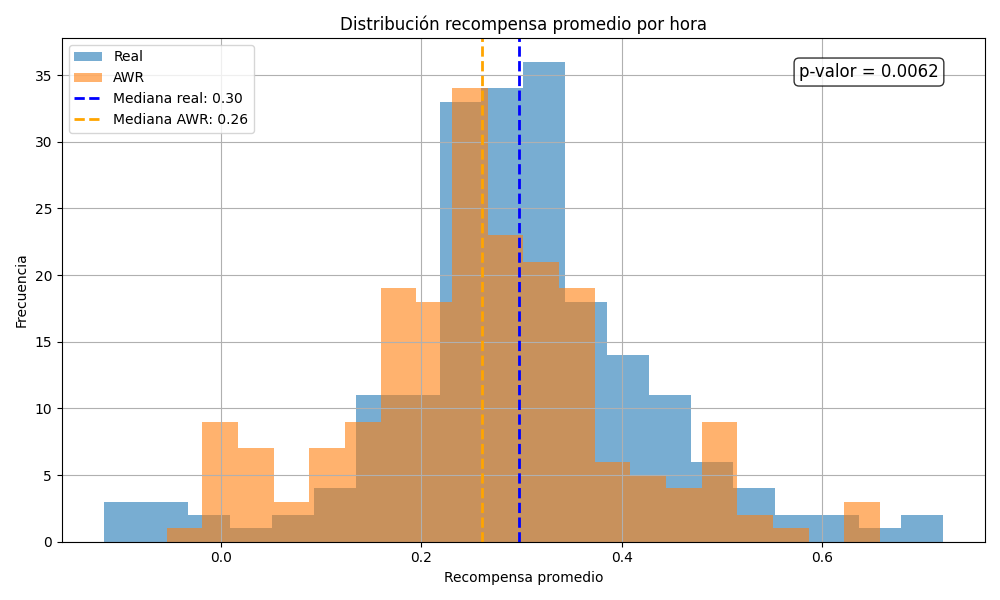 Distribución recompensa promedio por hora
Real
AWR
Mediana real: 0.30
Mediana AWR: 0.26
p-valor = 0.0062
Frecuencia
35
30
25
20
15
10
5
0
0.0
0.2
0.4
0.6
Recompensa promedio